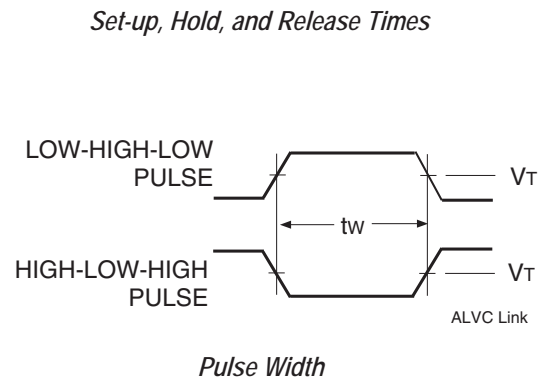 Set-up, Hold, and Release Times
LOW-HIGH-LOW
PULSE
VT
tW
HIGH-LOW-HIGH
PULSE
VT
ALVC Link
Pulse Width